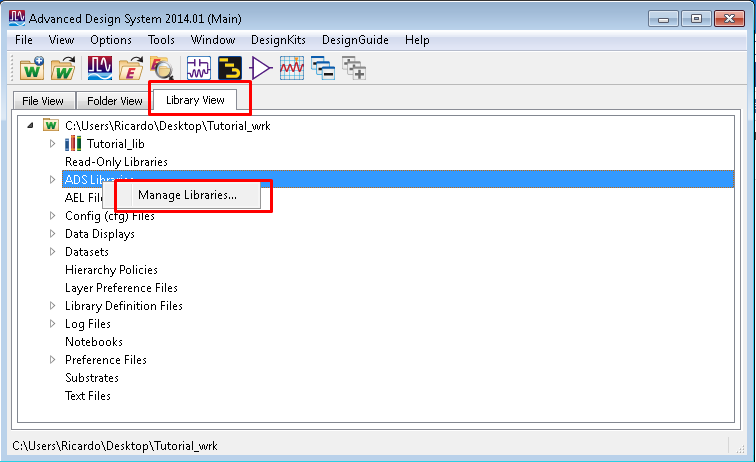 Advanced Design System 2014.01 (Main)
File View Options Tools Window DesignKits DesignGuide Help
File View Folder View Library View
C:\Users\Ricardo\Desktop\Tutorial_wrk
Tutorial_lib
Read-Only Libraries
ADS Libraries
Manage Libraries...
AEL File
Config (cfg) Files
Data Displays
Datasets
Hierarchy Policies
Layer Preference Files
Library Definition Files
Log Files
Notebooks
Preference Files
Substrates
Text Files
C:\Users\Ricardo\Desktop\Tutorial_wrk